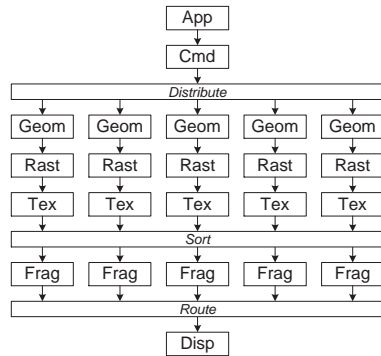 App
Cmd
Distribute
Geom Geom Geom Geom Geom
Rast Rast Rast Rast Rast
Tex Tex Tex Tex Tex
Sort
Frag Frag Frag Frag Frag
Route
Disp